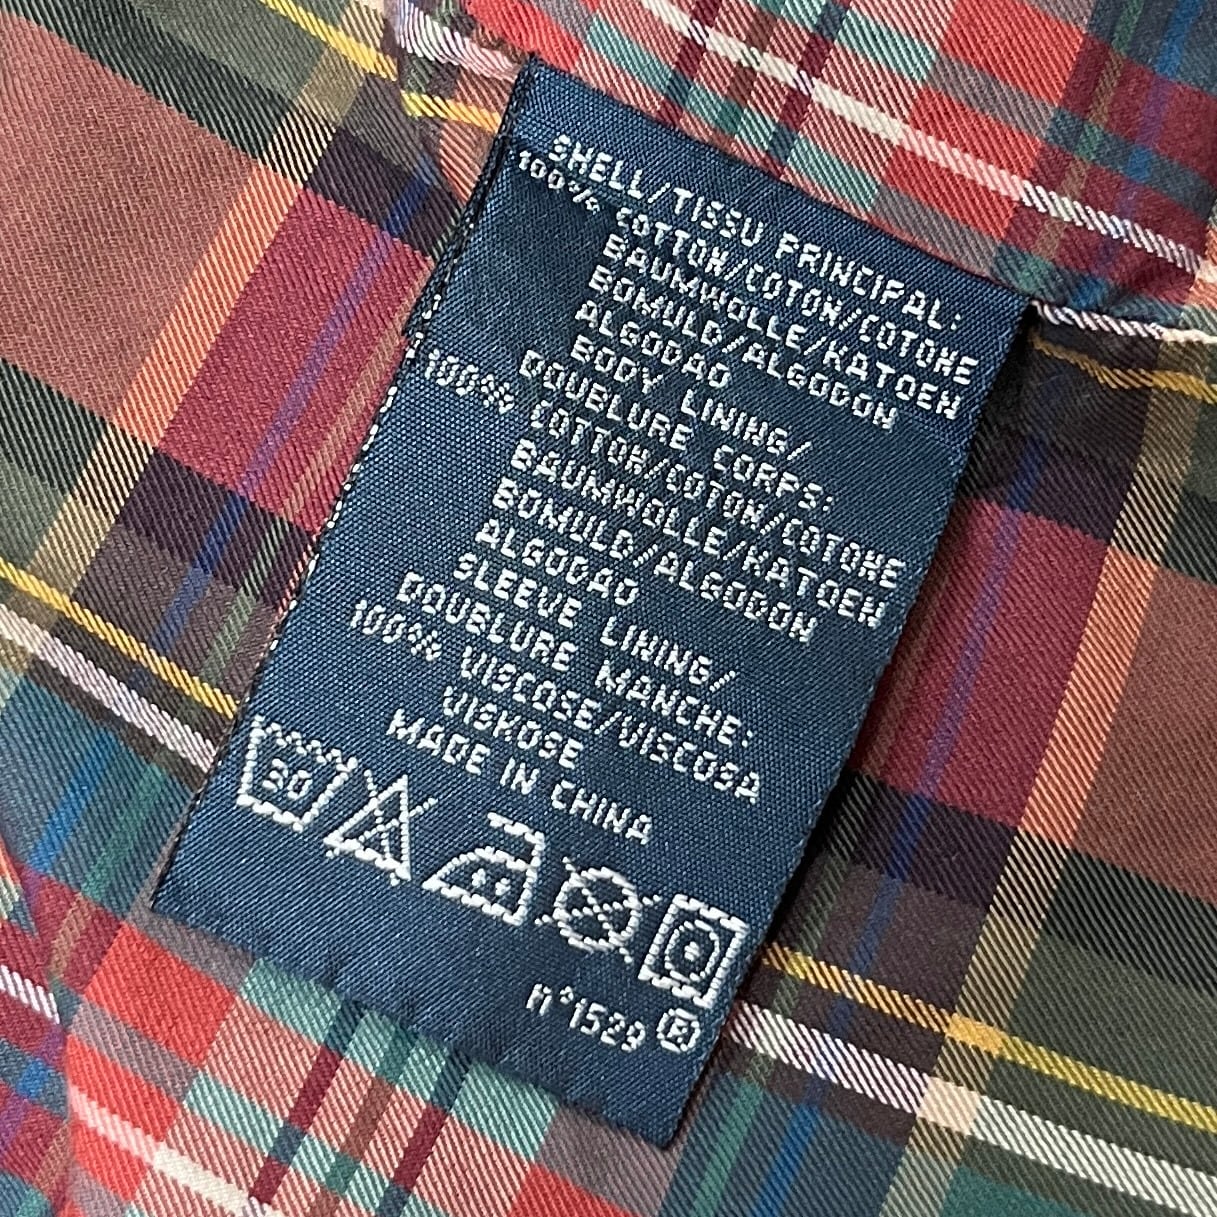 SHELL/TISSU PRINCIPAL:
100% COTTON/COTON/COTONE
BAUMWOLLE/KATOEN
BOMULD/ALGODON
ALGODAO
BODY LINING/
DOUBLURE CORPS:
100% COTTON/COTON/COTONE
BAUMWOLLE/KATOEN
BOMULD/ALGODON
ALGODAO
SLEEVE LINING/
DOUBLURE MANCHE:
100% VISCOSE/VISCOSA
VISKOSE
MADE IN CHINA
30
N°1529 ®